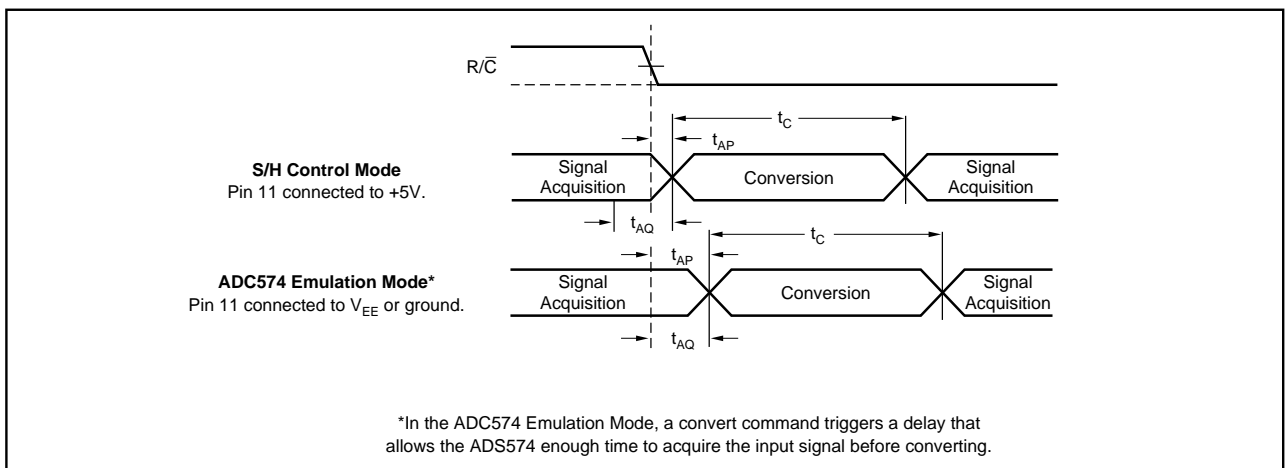 R/C̅
t_C
t_AP
S/H Control Mode
Pin 11 connected to +5V.
Signal
Acquisition
Conversion
Signal
Acquisition
t_AQ
t_C
t_AP
ADC574 Emulation Mode*
Pin 11 connected to V_EE or ground.
Signal
Acquisition
Conversion
Signal
Acquisition
t_AQ
*In the ADC574 Emulation Mode, a convert command triggers a delay that
allows the ADS574 enough time to acquire the input signal before converting.